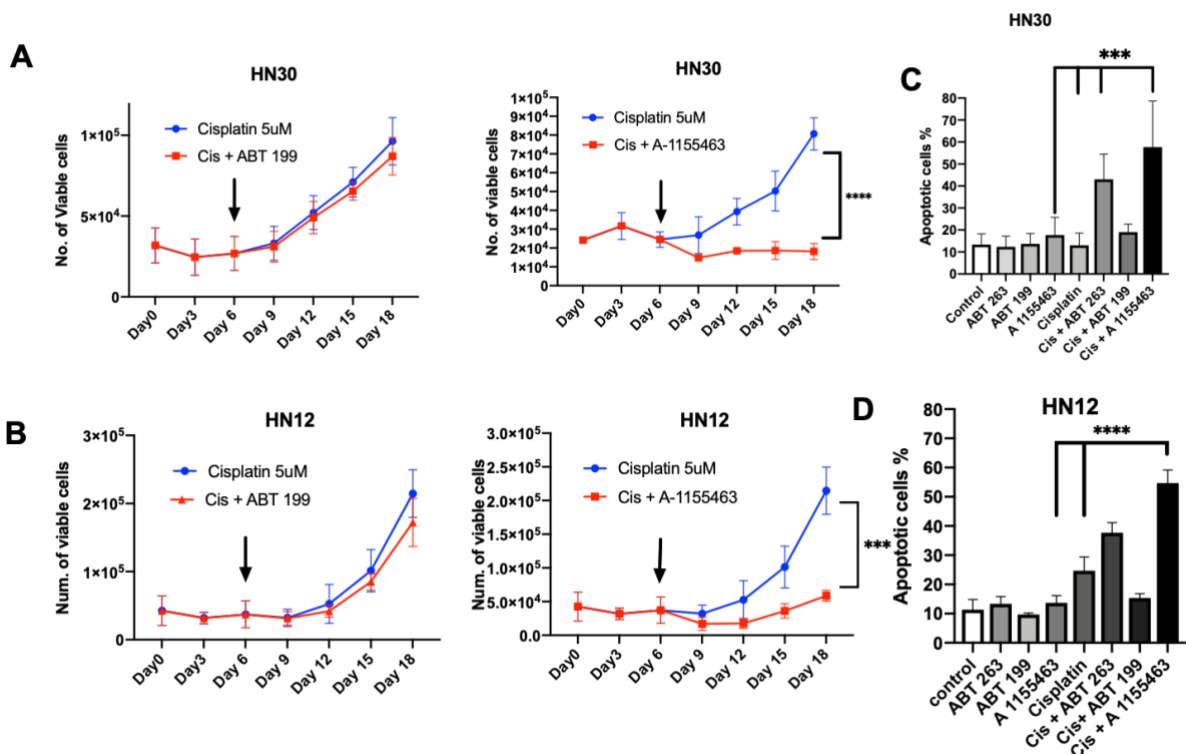 A
HN30
No. of Viable cells
1×10⁵
5×10⁴
0
Cisplatin 5uM
Cis + ABT 199
Day0
Day3
Day 6
Day 9
Day 12
Day 15
Day 18
HN30
No. of viable cells
1×10⁵
9×10⁴
8×10⁴
7×10⁴
6×10⁴
5×10⁴
4×10⁴
3×10⁴
2×10⁴
1×10⁴
0
Cisplatin 5uM
Cis + A-1155463
****
Day0
Day3
Day 6
Day 9
Day 12
Day 15
Day 18
C
HN30
***
Apoptotic cells %
80
60
40
20
0
Control
ABT 263
ABT 199
A 1155463
Cisplatin
Cis + ABT 263
Cis + ABT 199
Cis + A 1155463
B
HN12
Num. of viable cells
3×10⁵
2×10⁵
1×10⁵
0
Cisplatin 5uM
Cis + ABT 199
Day0
Day3
Day 6
Day 9
Day 12
Day 15
Day 18
HN12
Num. of viable cells
3.0×10⁵
2.5×10⁵
2.0×10⁵
1.5×10⁵
1.0×10⁵
5.0×10⁴
0.0
Cisplatin 5uM
Cis + A-1155463
***
Day0
Day3
Day 6
Day 9
Day 12
Day 15
Day 18
D
HN12
****
Apoptotic cells %
80
70
60
50
40
30
20
10
0
control
ABT 263
ABT 199
A 1155463
Cisplatin
Cis + ABT 263
Cis+ ABT 199
Cis + A 1155463